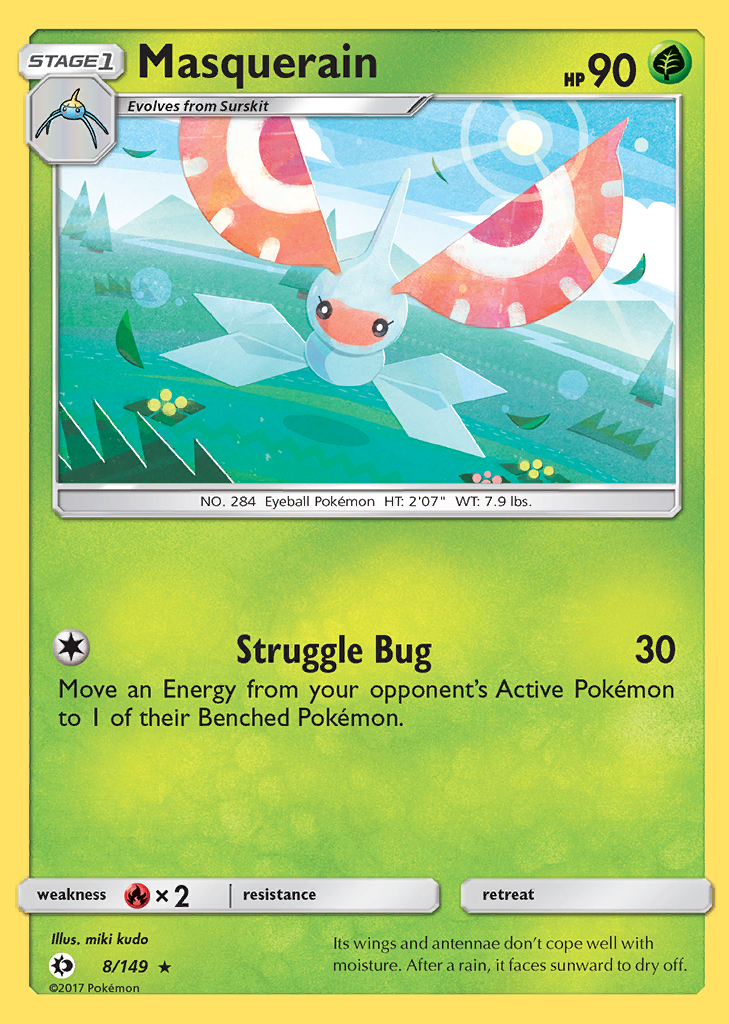 STAGE1
Masquerain
HP 90
Evolves from Surskit
NO. 284 Eyeball Pokémon HT: 2'07" WT: 7.9 lbs.
Struggle Bug 30
Move an Energy from your opponent's Active Pokémon
to 1 of their Benched Pokémon.
weakness × 2 resistance retreat
Illus. miki kudo
8/149 ★
©2017 Pokémon
Its wings and antennae don't cope well with
moisture. After a rain, it faces sunward to dry off.